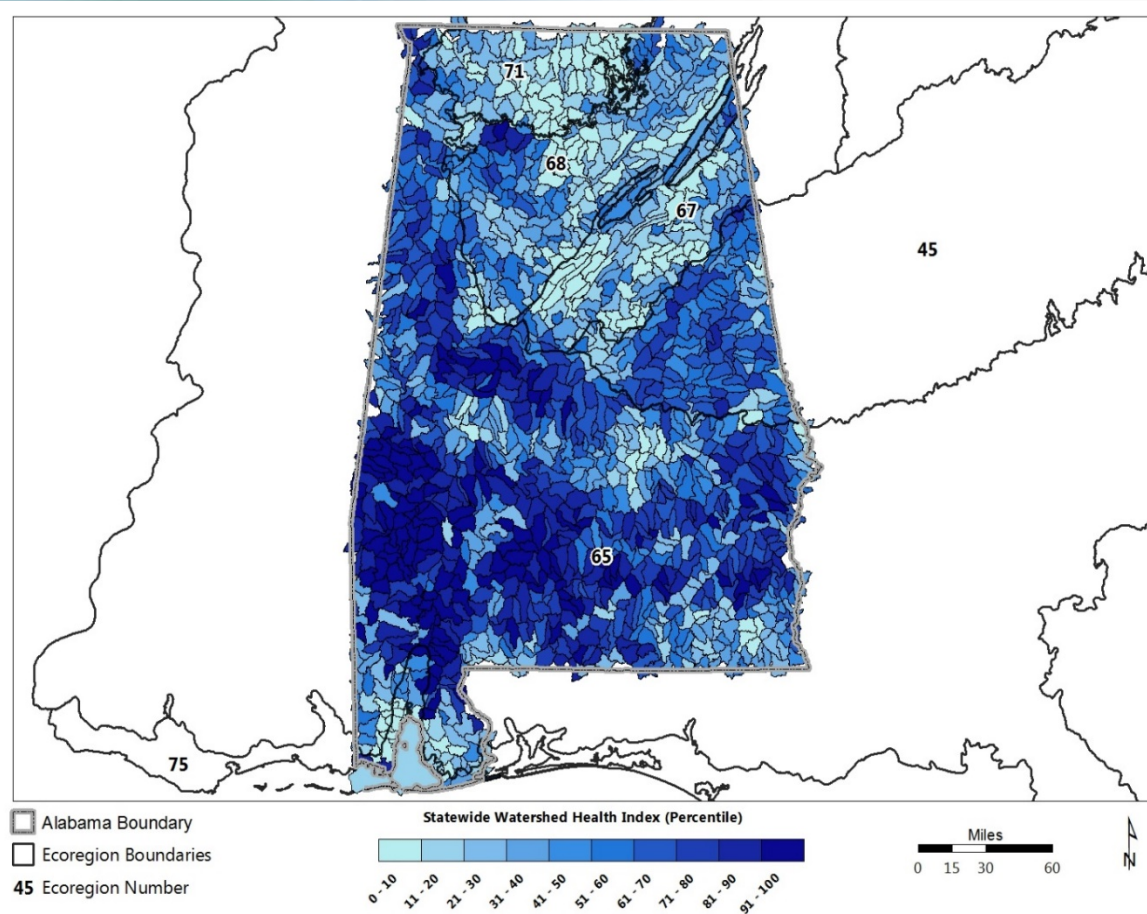 71
68
67
45
65
75
Alabama Boundary
Ecoregion Boundaries
45 Ecoregion Number
Statewide Watershed Health Index (Percentile)
0 - 10
11 - 20
21 - 30
31 - 40
41 - 50
51 - 60
61 - 70
71 - 80
81 - 90
91 - 100
Miles
0 15 30 60
N